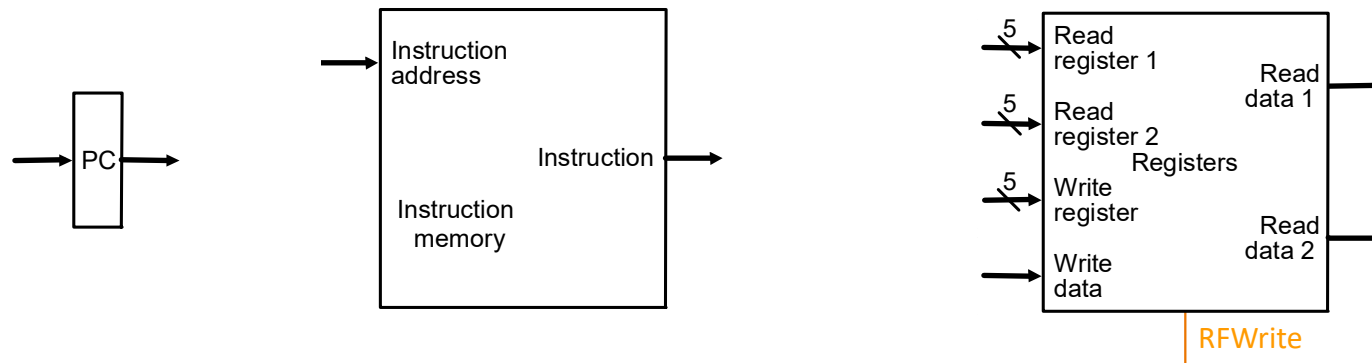 PC
Instruction
address
Instruction
Instruction
memory
5
Read
register 1
5
Read
register 2
Registers
5
Write
register
Write
data
Read
data 1
Read
data 2
RFWrite